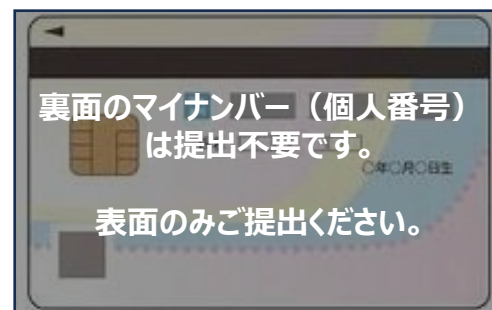 裏面のマイナンバー（個人番号）
は提出不要です。
○年○月○日生
表面のみご提出ください。